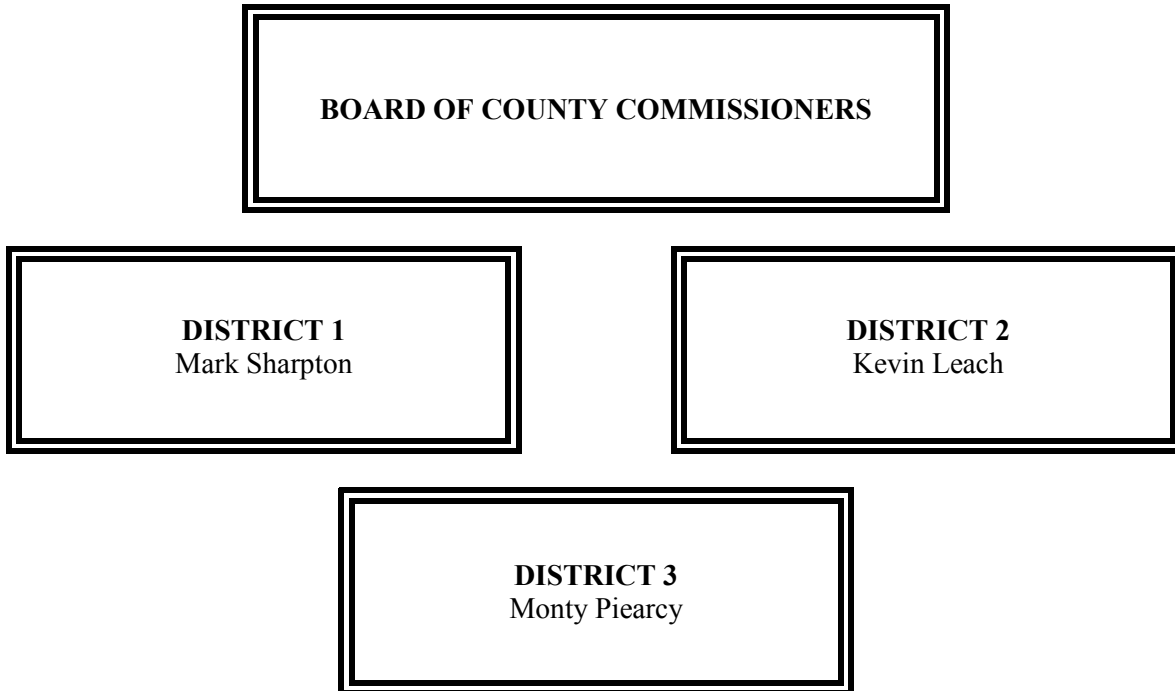 BOARD OF COUNTY COMMISSIONERS
DISTRICT 1
Mark Sharpton
DISTRICT 2
Kevin Leach
DISTRICT 3
Monty Piearcy